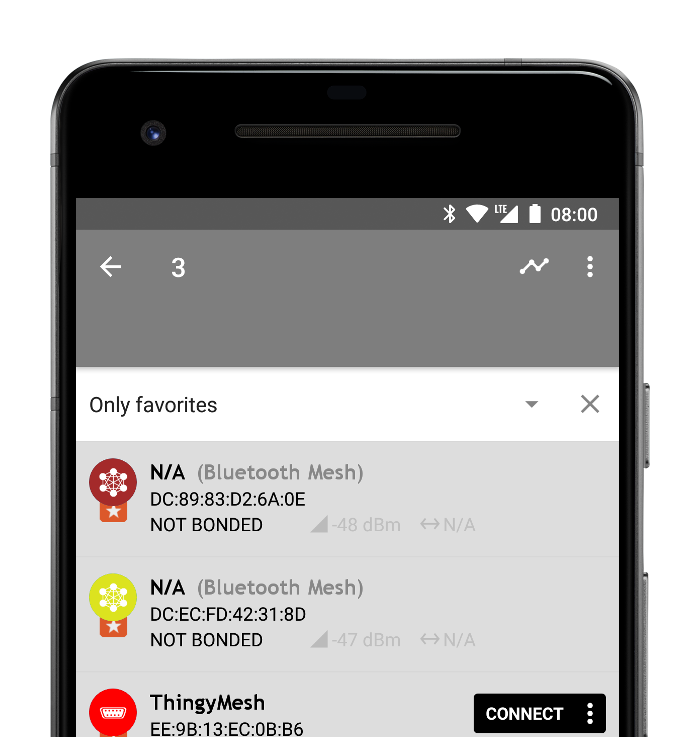 LTE 08:00
3
Only favorites
N/A (Bluetooth Mesh)
DC:89:83:D2:6A:0E
NOT BONDED -48 dBm N/A
N/A (Bluetooth Mesh)
DC:EC:FD:42:31:8D
NOT BONDED -47 dBm N/A
ThingyMesh
CONNECT
EE:9B:13:EC:0B:B6